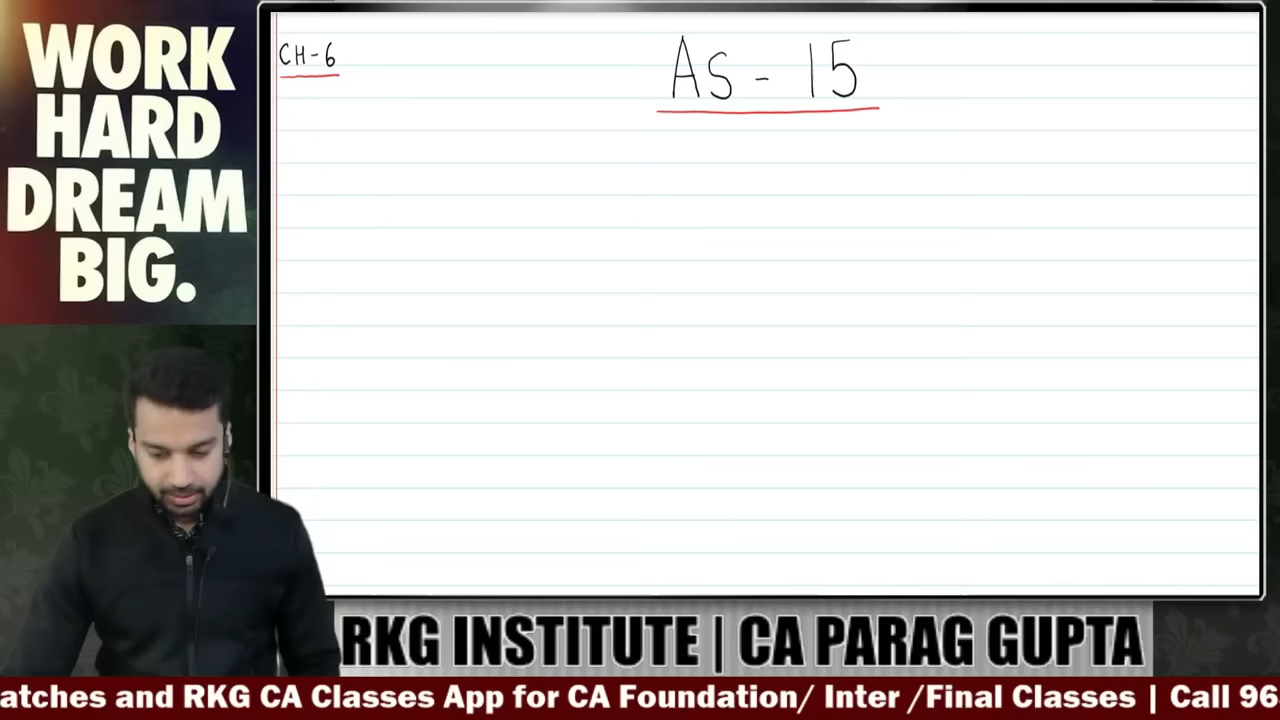 WORK
HARD
DREAM
BIG.
CH-6
AS - 15
RKG INSTITUTE | CA PARAG GUPTA
atches and RKG CA Classes App for CA Foundation/ Inter /Final Classes | Call 96